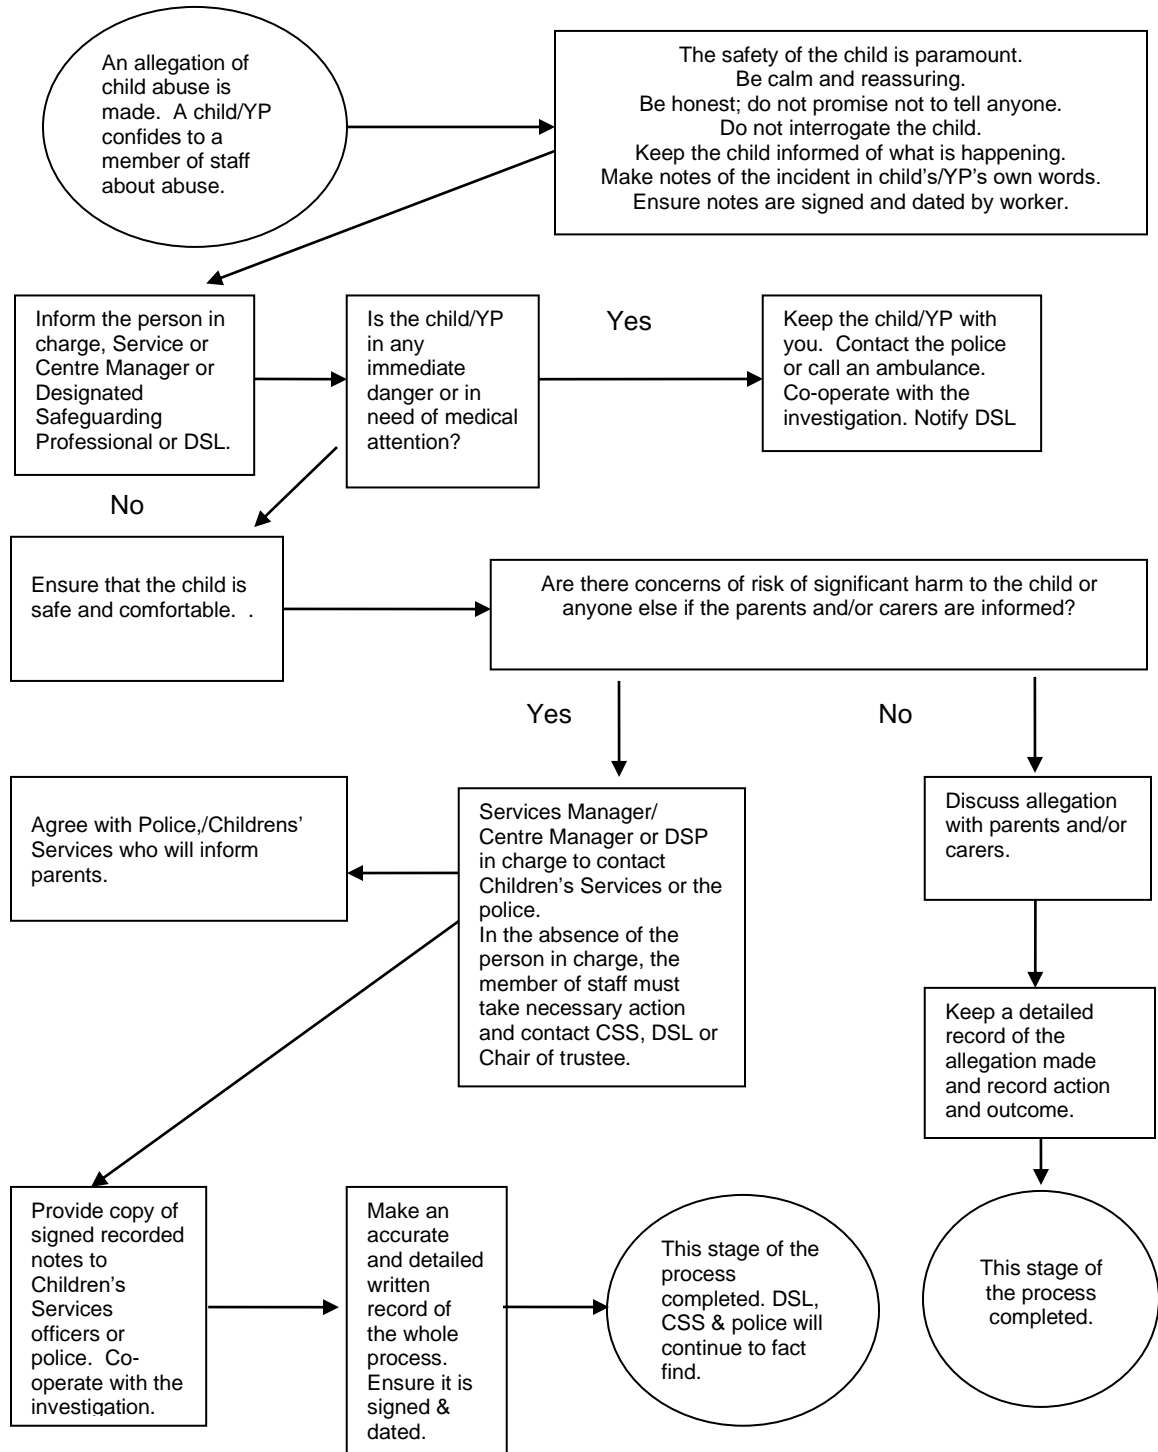 An allegation of
child abuse is
made. A child/YP
confides to a
member of staff
about abuse.
The safety of the child is paramount.
Be calm and reassuring.
Be honest; do not promise not to tell anyone.
Do not interrogate the child.
Keep the child informed of what is happening.
Make notes of the incident in child's/YP's own words.
Ensure notes are signed and dated by worker.
Inform the person in
charge, Service or
Centre Manager or
Designated
Safeguarding
Professional or DSL.
Is the child/YP
in any
immediate
danger or in
need of medical
attention?
Yes
Keep the child/YP with
you. Contact the police
or call an ambulance.
Co-operate with the
investigation. Notify DSL
No
Ensure that the child is
safe and comfortable. .
Are there concerns of risk of significant harm to the child or
anyone else if the parents and/or carers are informed?
Yes
No
Agree with Police,/Childrens'
Services who will inform
parents.
Services Manager/
Centre Manager or DSP
in charge to contact
Children's Services or the
police.
In the absence of the
person in charge, the
member of staff must
take necessary action
and contact CSS, DSL or
Chair of trustee.
Discuss allegation
with parents and/or
carers.
Keep a detailed
record of the
allegation made
and record action
and outcome.
Provide copy of
signed recorded
notes to
Children's
Services
officers or
police. Co-
operate with the
investigation.
Make an
accurate
and detailed
written
record of
the whole
process.
Ensure it is
signed &
dated.
This stage of the
process
completed. DSL,
CSS & police will
continue to fact
find.
This stage of
the process
completed.